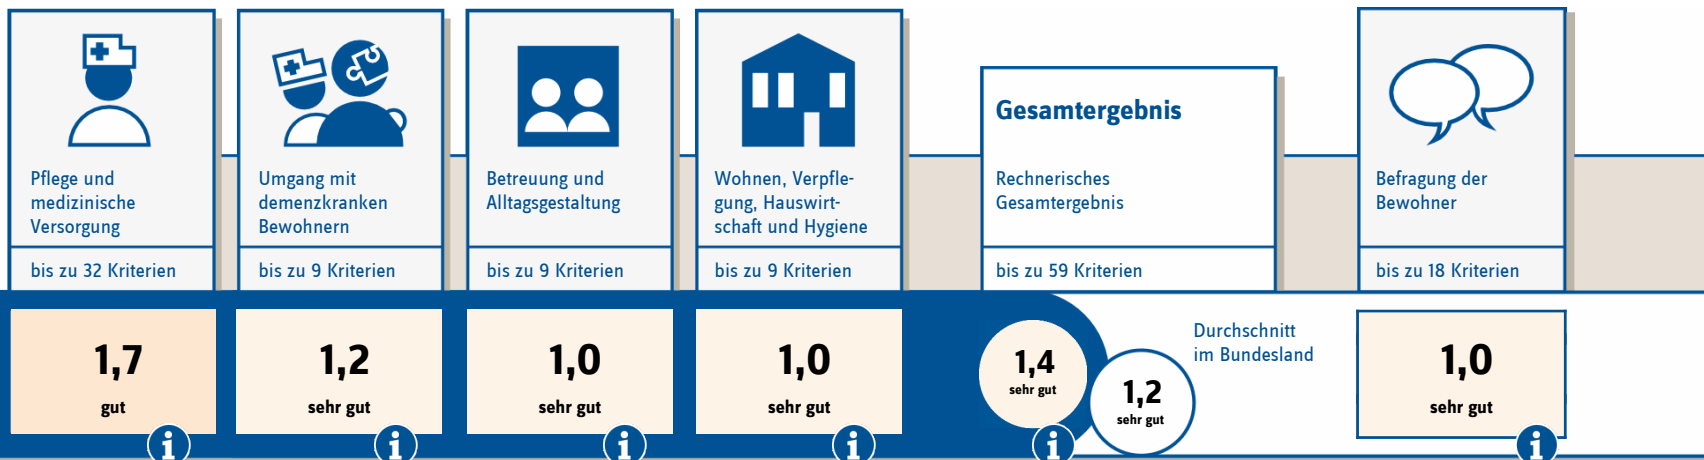 Pflege und
medizinische
Versorgung
bis zu 32 Kriterien
1,7
gut
i
Umgang mit
demenzkranken
Bewohnern
bis zu 9 Kriterien
1,2
sehr gut
i
Betreuung und
Alltagsgestaltung
bis zu 9 Kriterien
1,0
sehr gut
i
Wohnen, Verpfle-
gung, Hauswirt-
schaft und Hygiene
bis zu 9 Kriterien
1,0
sehr gut
i
Gesamtergebnis
Rechnerisches
Gesamtergebnis
bis zu 59 Kriterien
1,4
sehr gut
i
Durchschnitt
im Bundesland
1,2
sehr gut
Befragung der
Bewohner
bis zu 18 Kriterien
1,0
sehr gut
i